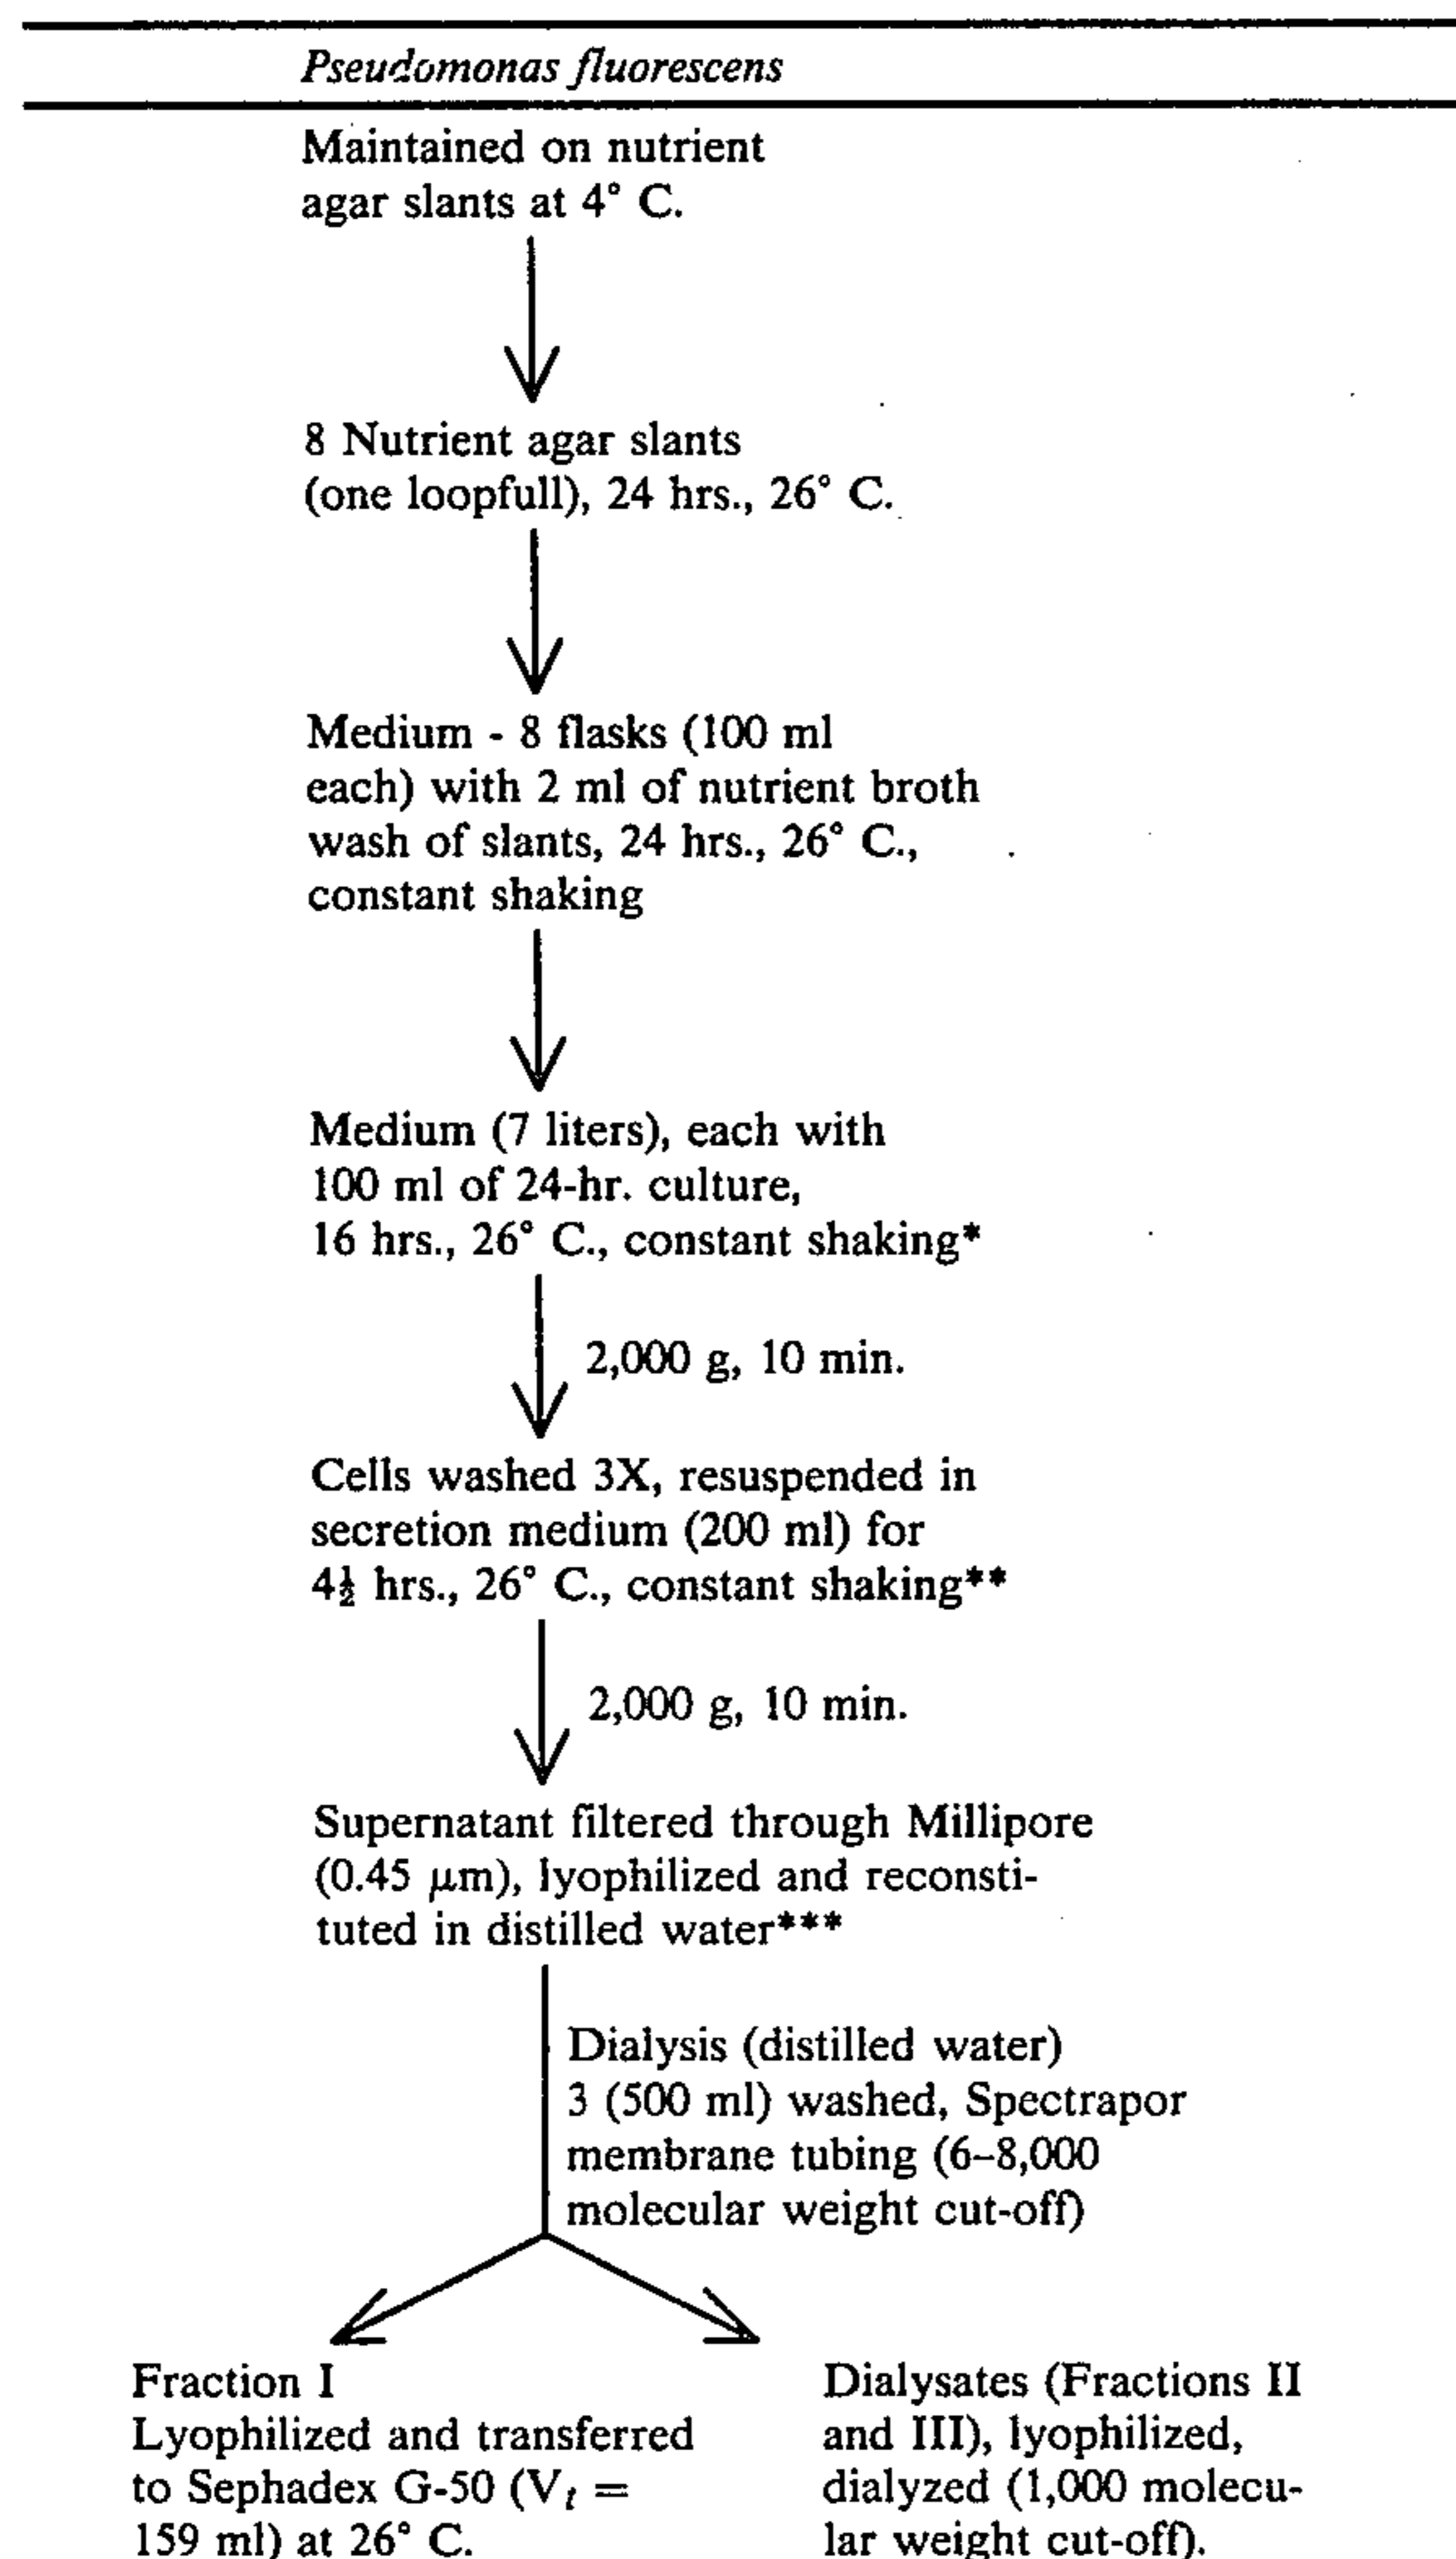 Pseudomonas fluorescens
Maintained on nutrient
agar slants at 4° C.
8 Nutrient agar slants
(one loopfull), 24 hrs., 26° C.
Medium - 8 flasks (100 ml
each) with 2 ml of nutrient broth
wash of slants, 24 hrs., 26° C.,
constant shaking
Medium (7 liters), each with
100 ml of 24-hr. culture,
16 hrs., 26° C., constant shaking*
2,000 g, 10 min.
Cells washed 3X, resuspended in
secretion medium (200 ml) for
4½ hrs., 26° C., constant shaking**
2,000 g, 10 min.
Supernatant filtered through Millipore
(0.45 μm), lyophilized and reconsti-
tuted in distilled water***
Dialysis (distilled water)
3 (500 ml) washed, Spectrapor
membrane tubing (6–8,000
molecular weight cut-off)
Fraction I
Lyophilized and transferred
to Sephadex G-50 (Vt =
159 ml) at 26° C.
Dialysates (Fractions II
and III), lyophilized,
dialyzed (1,000 molecu-
lar weight cut-off).